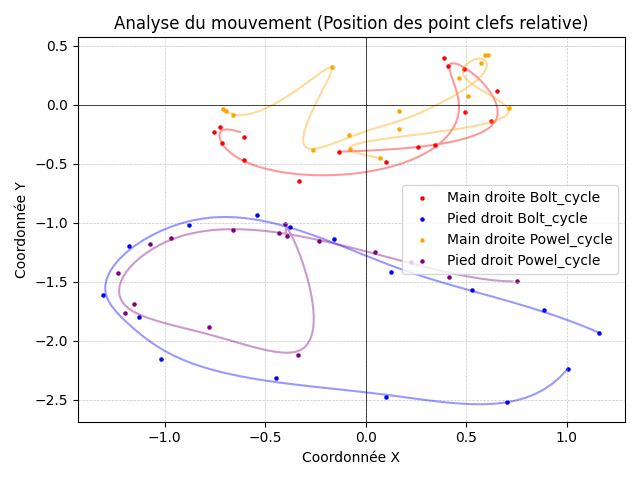 Analyse du mouvement (Position des point clefs relative)
Coordonnée Y
0.5
0.0
−0.5
−1.0
−1.5
−2.0
−2.5
Main droite Bolt_cycle
Pied droit Bolt_cycle
Main droite Powel_cycle
Pied droit Powel_cycle
−1.0
−0.5
0.0
0.5
1.0
Coordonnée X